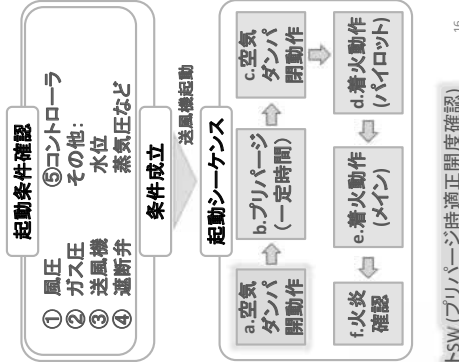 起動条件確認
① 風圧
② ガス圧
③ 送風機
④ 遮断弁
⑤コントローラ
その他:
水位
蒸気圧など
条件成立
送風機起動
起動シーケンス
a.空気
ダンパ
開動作
b.プリパージ
(一定時間)
c.空気
ダンパ
閉動作
d.着火動作
(パイロット)
e.着火動作
(メイン)
f.火炎
確認
トSW (プリパージ時適正開度確認)
16